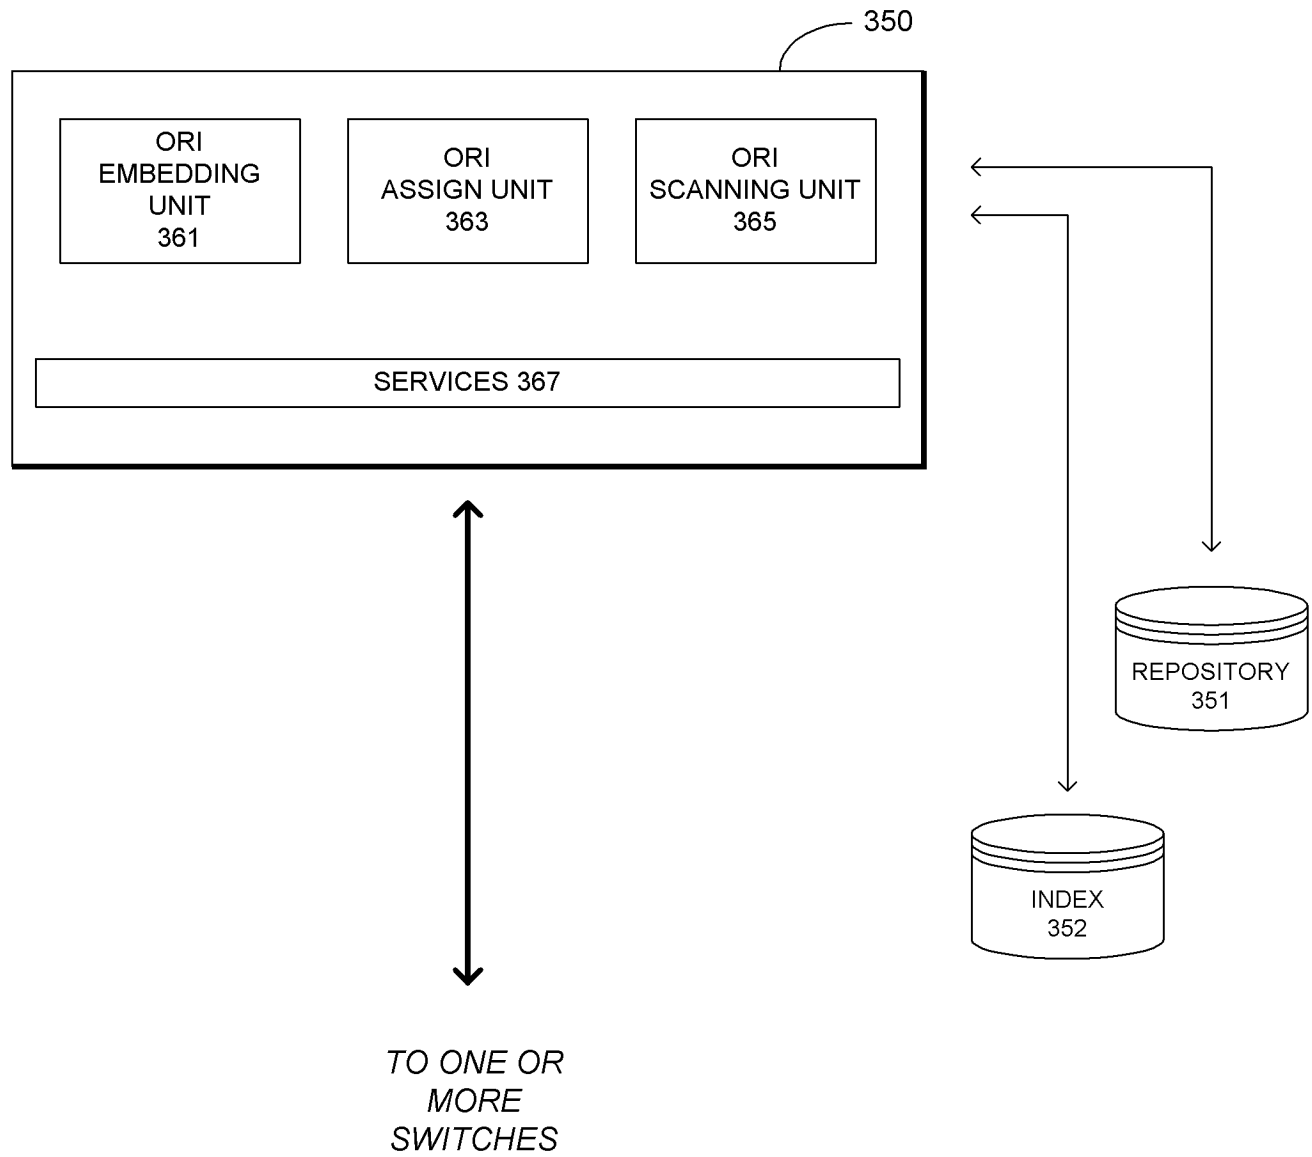 350
ORI
EMBEDDING
UNIT
361
ORI
ASSIGN UNIT
363
ORI
SCANNING UNIT
365
SERVICES 367
REPOSITORY
351
INDEX
352
TO ONE OR
MORE
SWITCHES